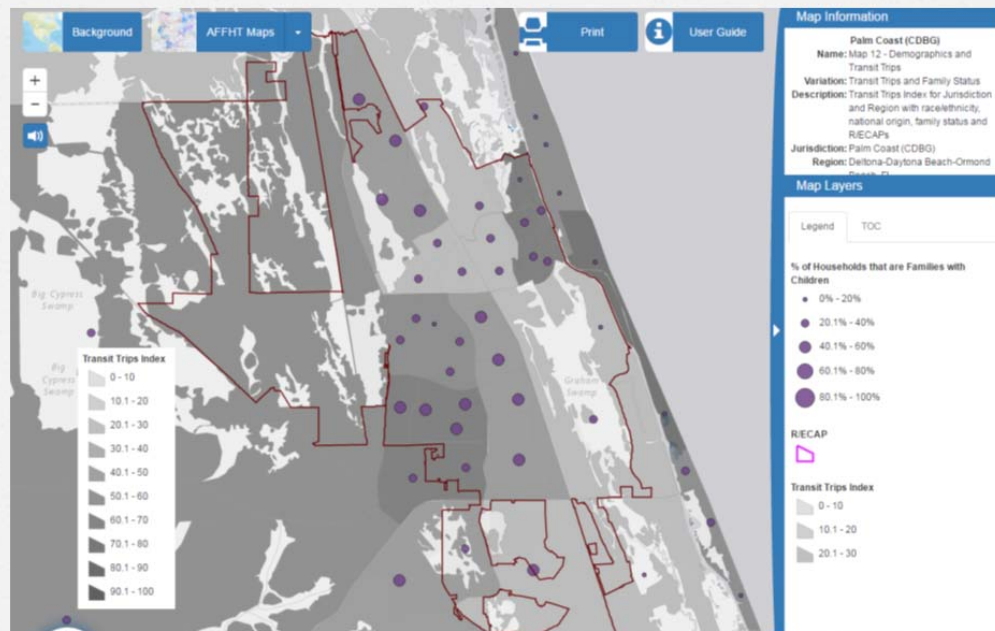 Background
AFFHT Maps
Print
User Guide
+
−
Big Cypress
Swamp
Big
Cypress
Swamp
Graham
Swamp
Transit Trips Index
0 - 10
10.1 - 20
20.1 - 30
30.1 - 40
40.1 - 50
50.1 - 60
60.1 - 70
70.1 - 80
80.1 - 90
90.1 - 100
Map Information
Palm Coast (CDBG)
Name: Map 12 - Demographics and
Transit Trips
Variation: Transit Trips and Family Status
Description: Transit Trips Index for Jurisdiction
and Region with race/ethnicity,
national origin, family status and
R/ECAPs
Jurisdiction: Palm Coast (CDBG)
Region: Deltona-Daytona Beach-Ormond
Map Layers
Legend
TOC
% of Households that are Families with
Children
0% - 20%
20.1% - 40%
40.1% - 60%
60.1% - 80%
80.1% - 100%
R/ECAP
Transit Trips Index
0 - 10
10.1 - 20
20.1 - 30